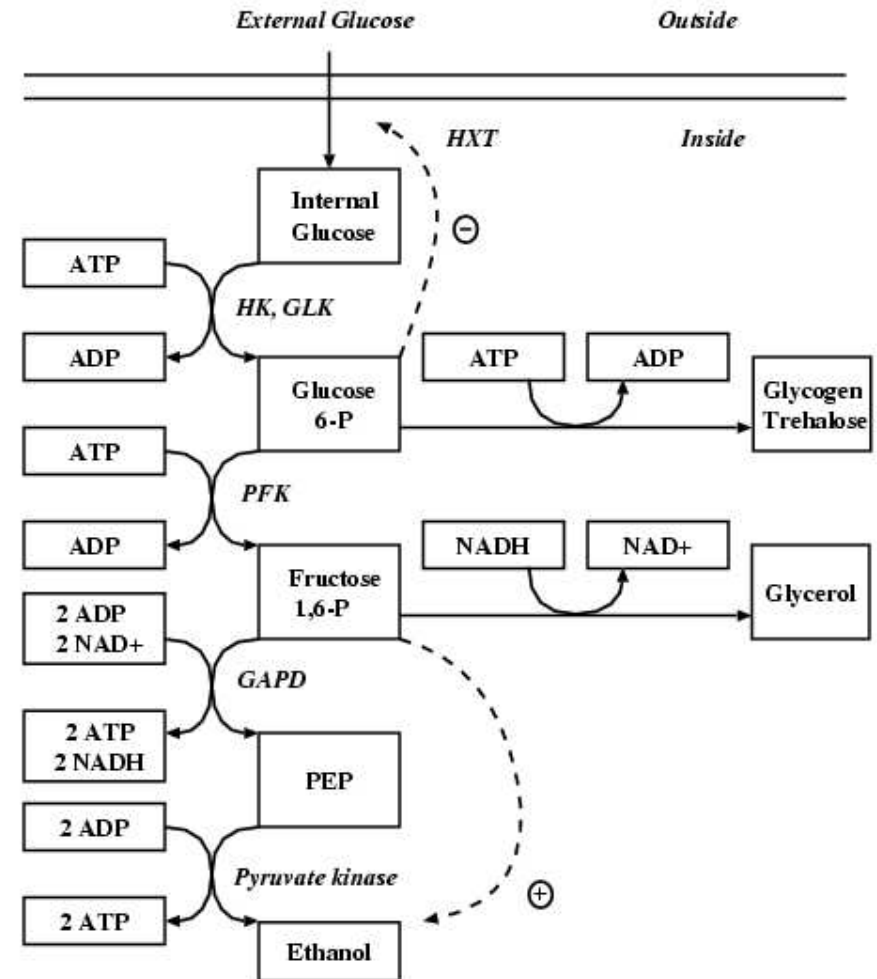 External Glucose
Outside
HXT
Inside
Internal
Glucose
ATP
HK, GLK
ADP
Glucose
6-P
ATP
ADP
Glycogen
Trehalose
ATP
PFK
ADP
Fructose
1,6-P
NADH
NAD+
Glycerol
2 ADP
2 NAD+
GAPD
2 ATP
2 NADH
PEP
2 ADP
Pyruvate kinase
2 ATP
Ethanol
−
+